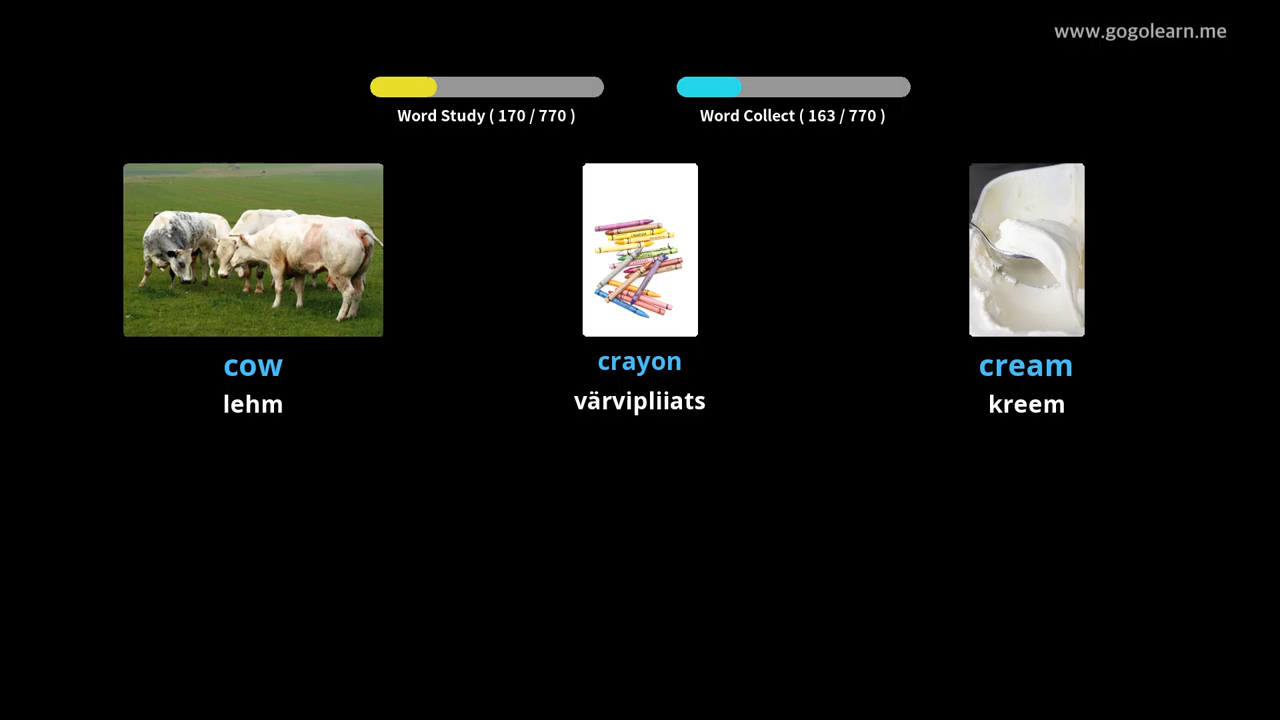 www.gogolearn.me
Word Study ( 170 / 770 )
Word Collect ( 163 / 770 )
cow
lehm
crayon
värvipliiats
cream
kreem